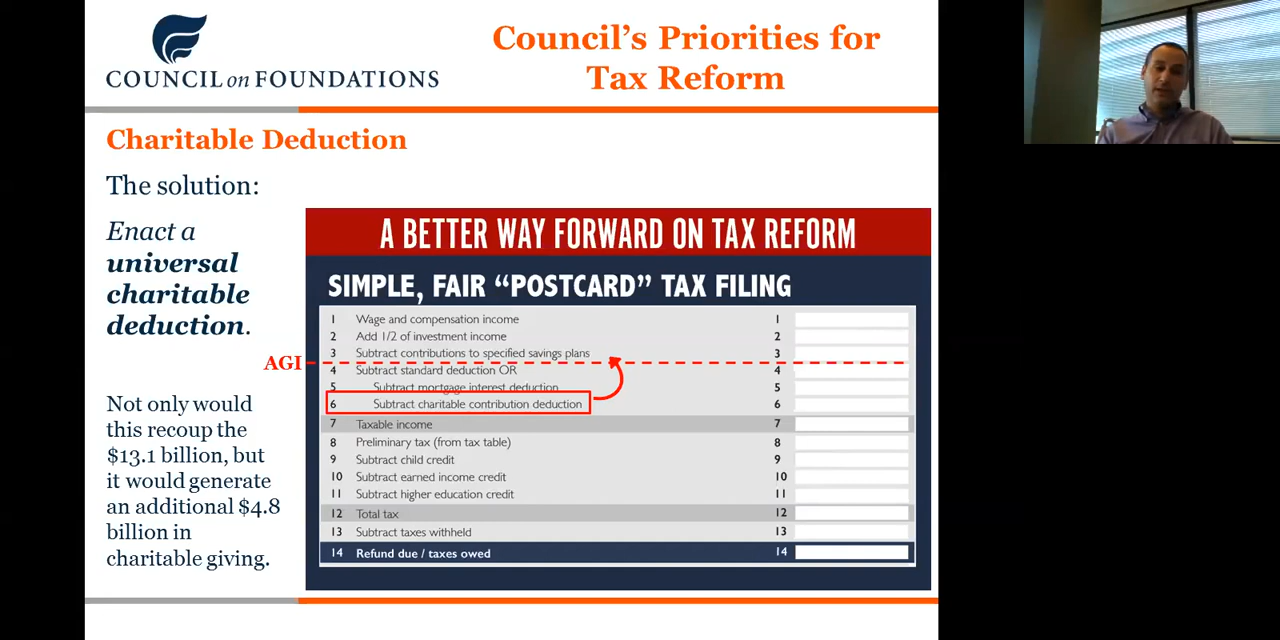 COUNCIL on FOUNDATIONS
Council's Priorities for
Tax Reform
Charitable Deduction
The solution:
Enact a
universal
charitable
deduction.
Not only would
this recoup the
$13.1 billion, but
it would generate
an additional $4.8
billion in
charitable giving.
A BETTER WAY FORWARD ON TAX REFORM
SIMPLE, FAIR “POSTCARD” TAX FILING
1 Wage and compensation income 1
2 Add 1/2 of investment income 2
3 Subtract contributions to specified savings plans 3
AGI
4 Subtract standard deduction OR 4
5 Subtract mortgage interest deduction 5
6 Subtract charitable contribution deduction 6
7 Taxable income 7
8 Preliminary tax (from tax table) 8
9 Subtract child credit 9
10 Subtract earned income credit 10
11 Subtract higher education credit 11
12 Total tax 12
13 Subtract taxes withheld 13
14 Refund due / taxes owed 14